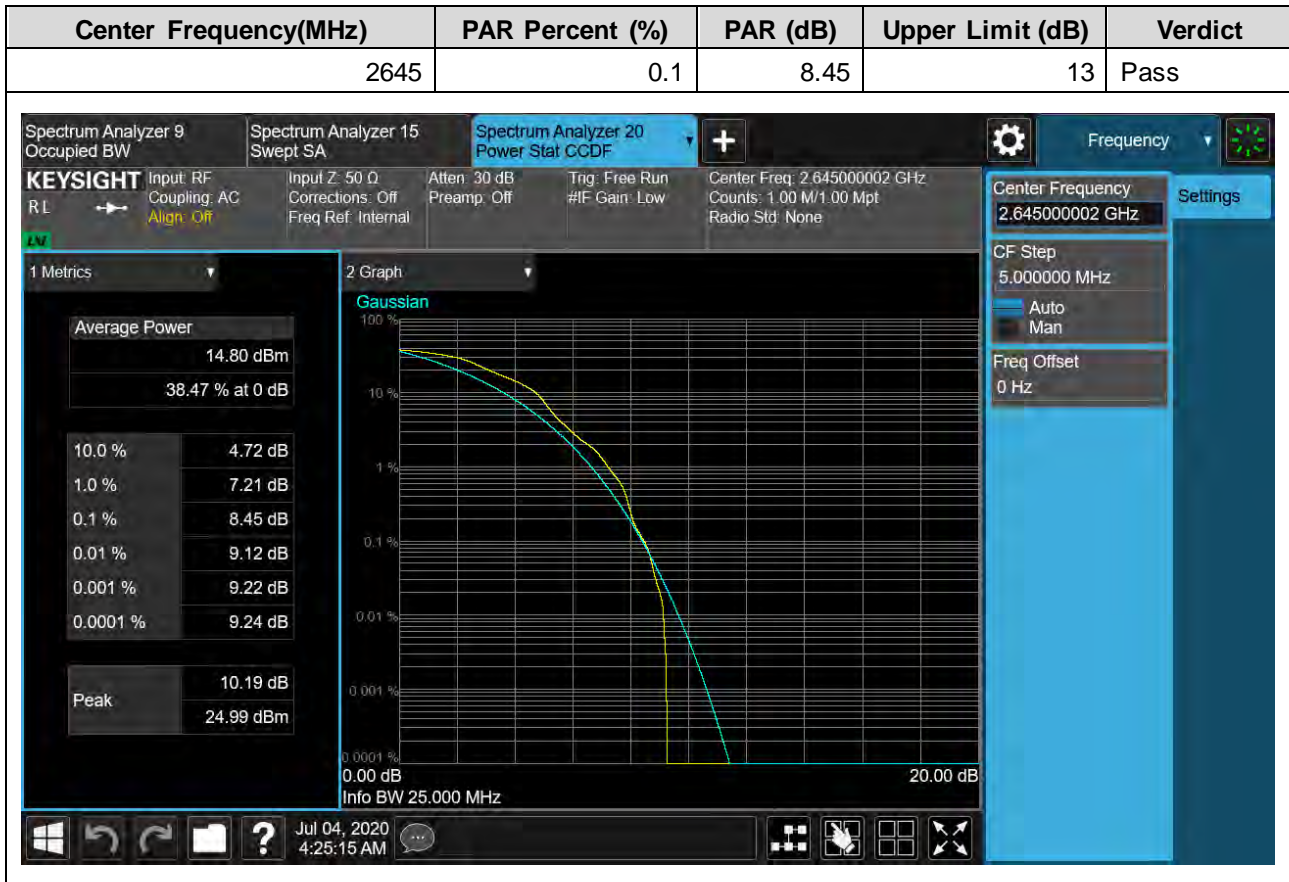 Center Frequency(MHz) PAR Percent (%) PAR (dB) Upper Limit (dB) Verdict
2645 0.1 8.45 13 Pass
Spectrum Analyzer 9 Spectrum Analyzer 15 Spectrum Analyzer 20 Frequency
Occupied BW Swept SA Power Stat CCDF
KEYSIGHT Input: RF Input Z: 50 Ω Atten: 30 dB Trig: Free Run Center Freq: 2.645000002 GHz
RL Coupling: AC Corrections: Off Preamp: Off #IF Gain: Low Counts: 1.00 M/1.00 Mpt
Align: Off Freq Ref: Internal Radio Std: None
Center Frequency Settings
2.645000002 GHz
CF Step
5.000000 MHz
Auto
Man
Freq Offset
0 Hz
1 Metrics
Average Power
14.80 dBm
38.47 % at 0 dB
10.0 % 4.72 dB
1.0 % 7.21 dB
0.1 % 8.45 dB
0.01 % 9.12 dB
0.001 % 9.22 dB
0.0001 % 9.24 dB
Peak 10.19 dB
24.99 dBm
2 Graph
Gaussian
100 %
10 %
1 %
0.1 %
0.01 %
0.001 %
0.0001 %
0.00 dB 20.00 dB
Info BW 25.000 MHz
? Jul 04, 2020
4:25:15 AM